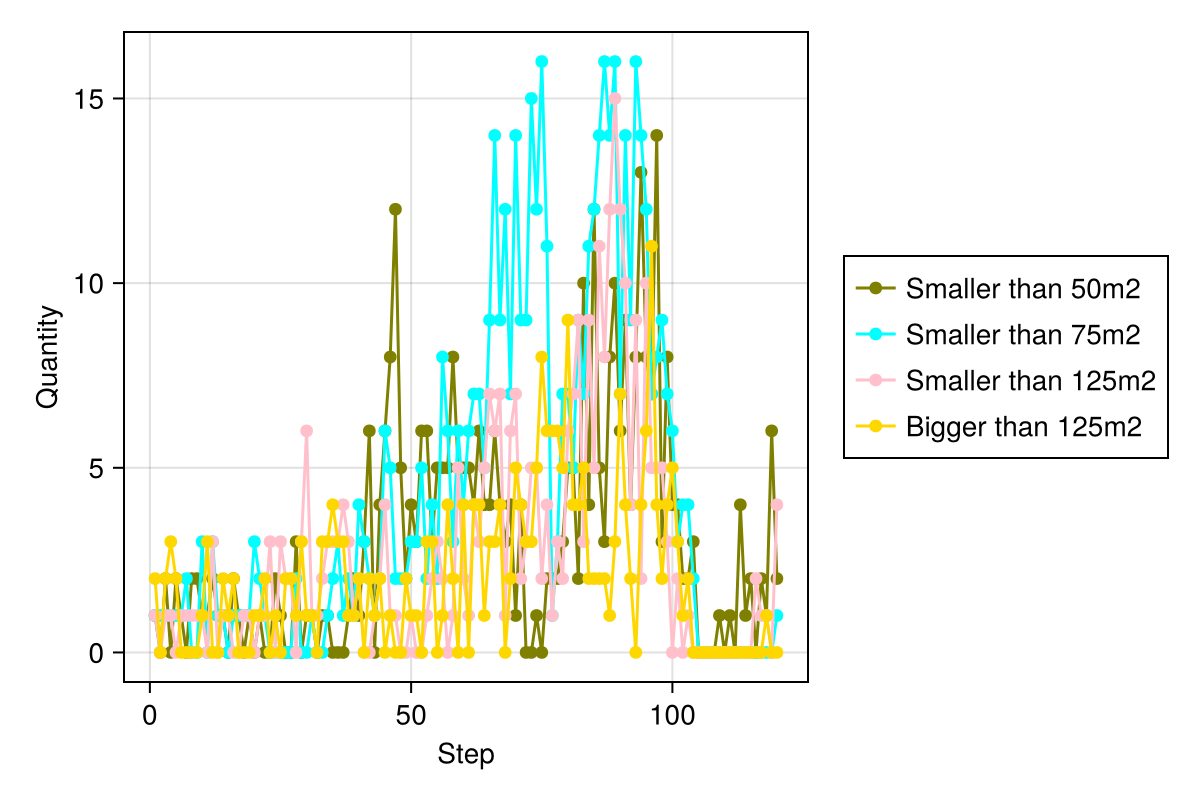 15
10
5
0
Quantity
0
50
100
Step
Smaller than 50m2
Smaller than 75m2
Smaller than 125m2
Bigger than 125m2